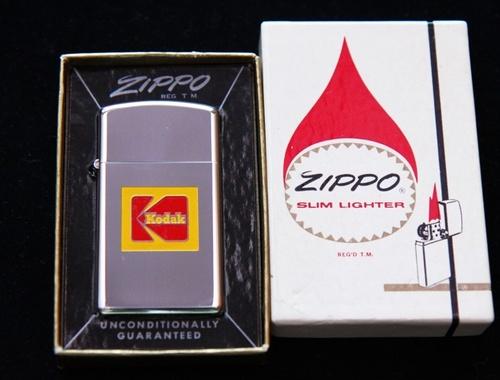 ZIPPO
REG T.M.
Kodak
UNCONDITIONALLY
GUARANTEED
ZIPPO®
SLIM LIGHTER
REG'D T.M.